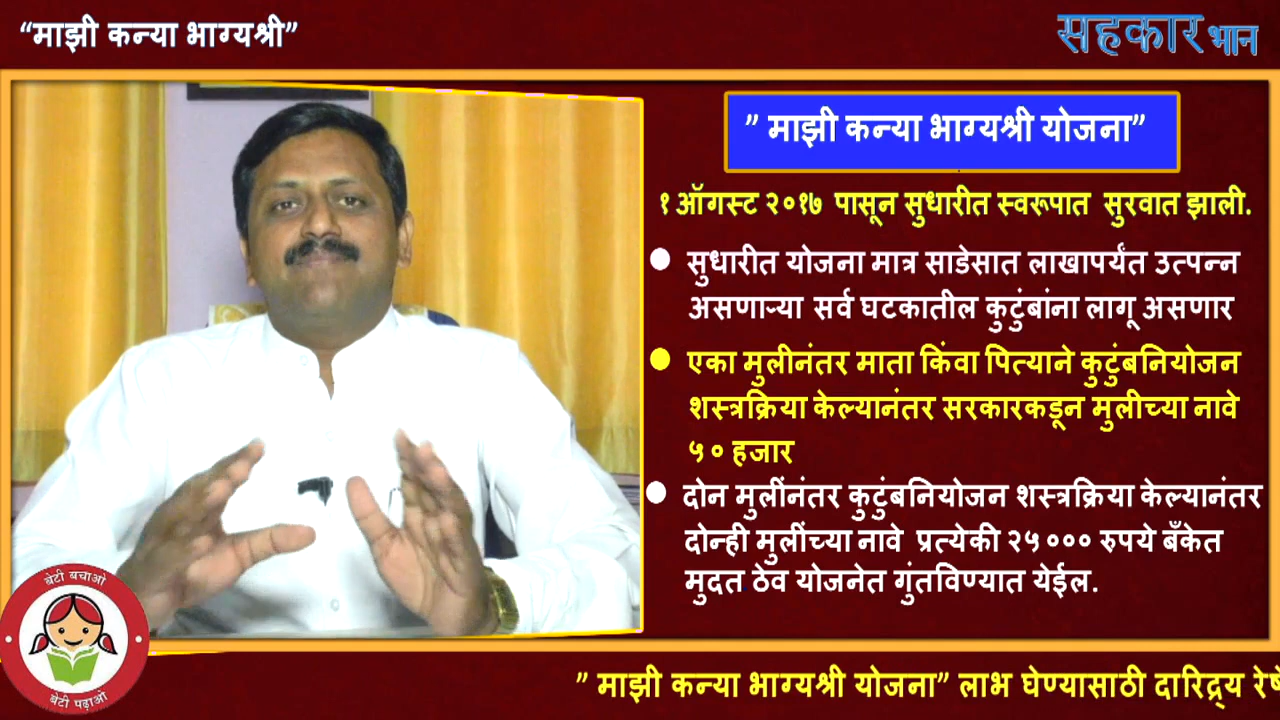 “माझी कन्या भाग्यश्री”
सहकार भान
” माझी कन्या भाग्यश्री योजना”
१ ऑगस्ट २०१७ पासून सुधारीत स्वरूपात सुरवात झाली.
सुधारीत योजना मात्र साडेसात लाखापर्यंत उत्पन्न
असणाऱ्या सर्व घटकातील कुटुंबांना लागू असणार
एका मुलीनंतर माता किंवा पित्याने कुटुंबनियोजन
शस्त्रक्रिया केल्यानंतर सरकारकडून मुलीच्या नावे
५० हजार
दोन मुलींनंतर कुटुंबनियोजन शस्त्रक्रिया केल्यानंतर
दोन्ही मुलींच्या नावे प्रत्येकी २५००० रुपये बँकेत
मुदत ठेव योजनेत गुंतविण्यात येईल.
बेटी बचाओ
बेटी पढ़ाओ
” माझी कन्या भाग्यश्री योजना” लाभ घेण्यासाठी दारिद्र्य